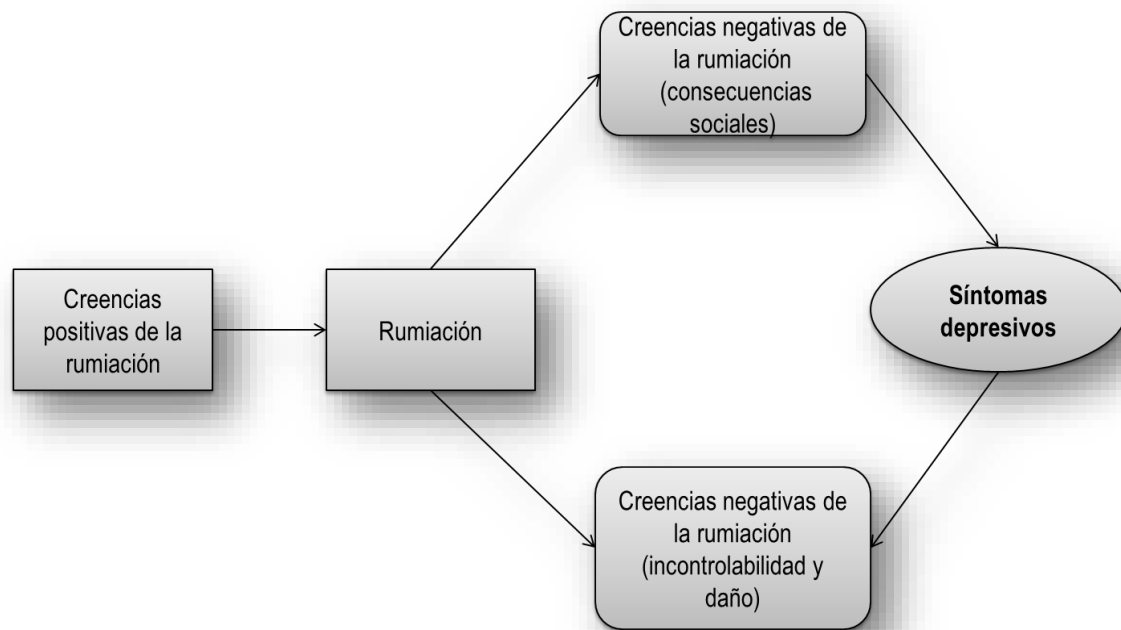 Creencias negativas de
la rumiación
(consecuencias
sociales)
Creencias
positivas de la
rumiación
Rumiación
Síntomas
depresivos
Creencias negativas de
la rumiación
(incontrolabilidad y
daño)